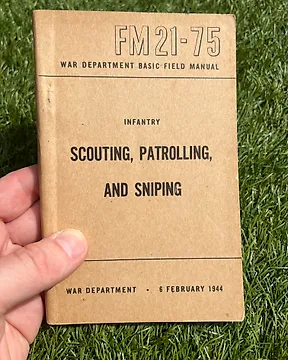 FM 21-75
WAR DEPARTMENT BASIC FIELD MANUAL
INFANTRY
SCOUTING, PATROLLING,
AND SNIPING
WAR DEPARTMENT • 6 FEBRUARY 1944